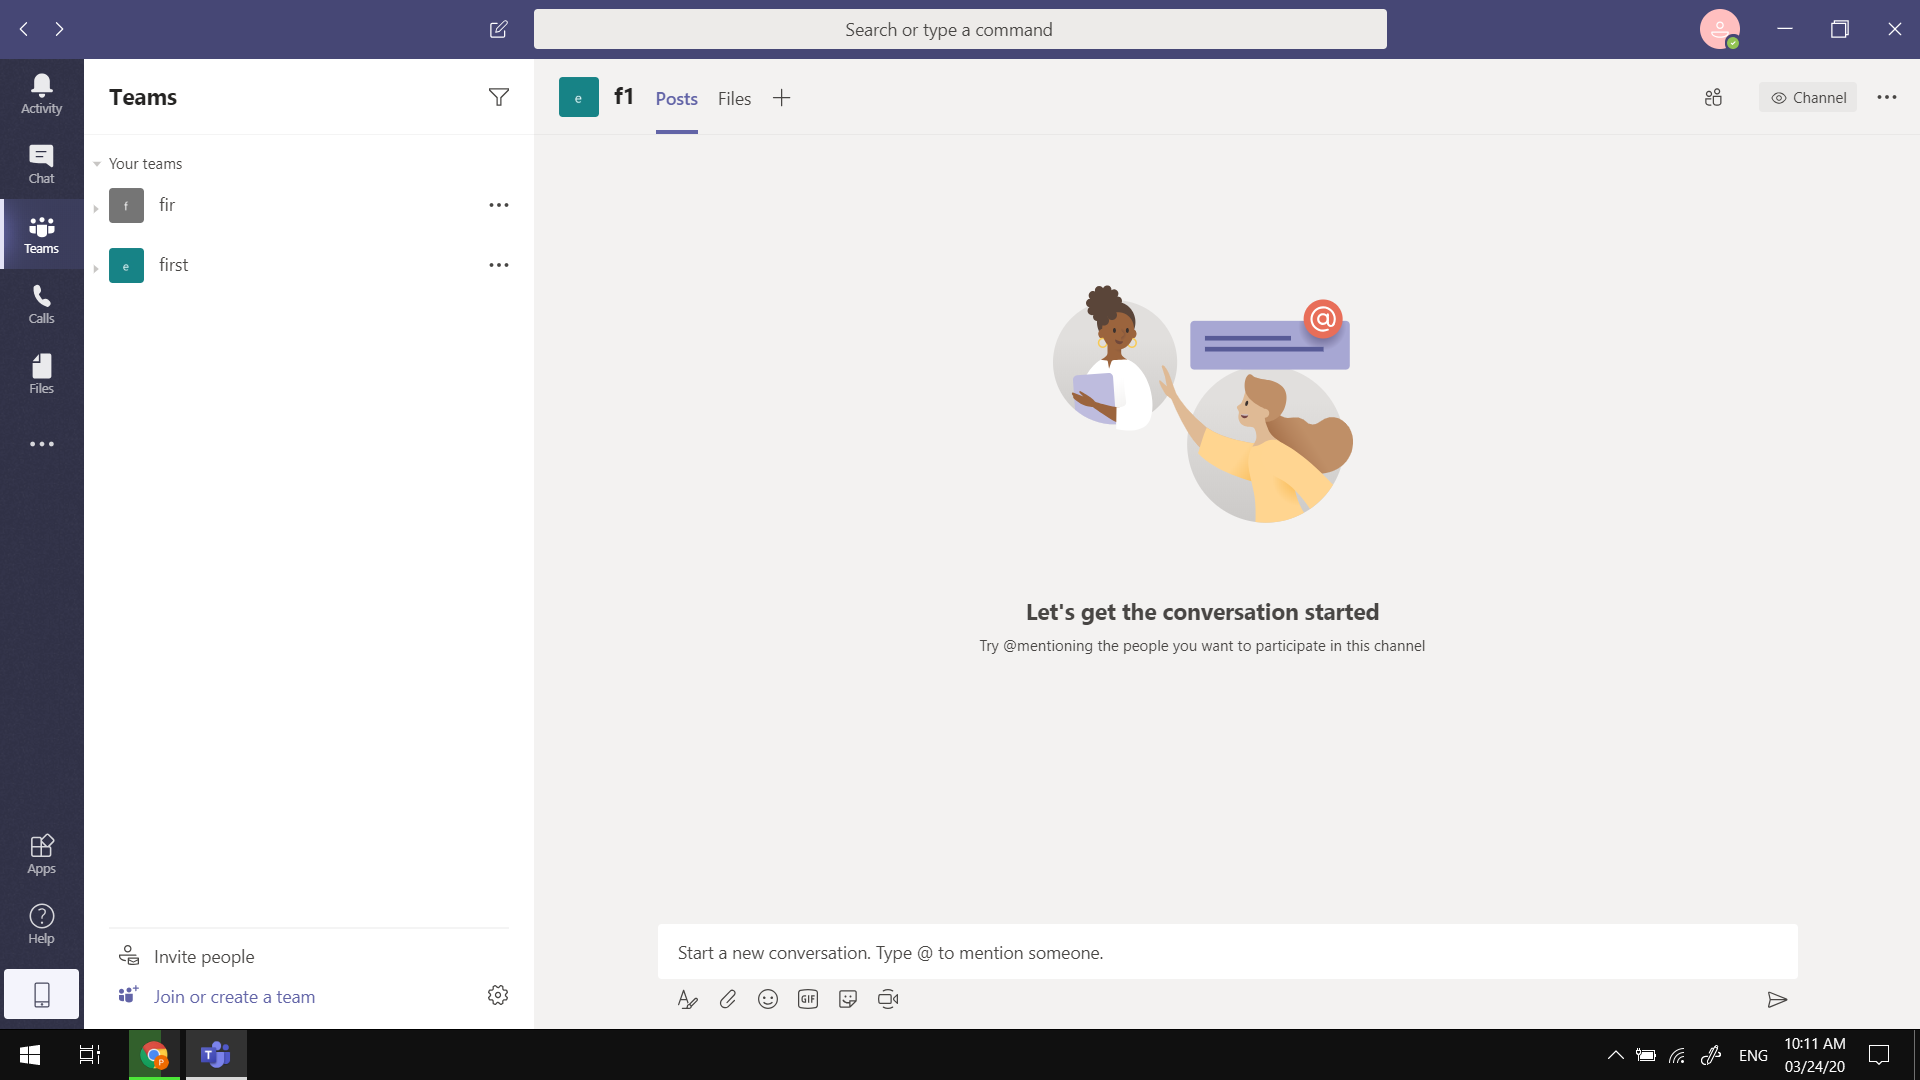 Search or type a command
Activity
Chat
Teams
Calls
Files
Apps
Help
Teams
Your teams
f fir
e first
Invite people
Join or create a team
e f1 Posts Files
Channel
@
Let's get the conversation started
Try @mentioning the people you want to participate in this channel
Start a new conversation. Type @ to mention someone.
GIF
P
T
ENG
10:11 AM
03/24/20